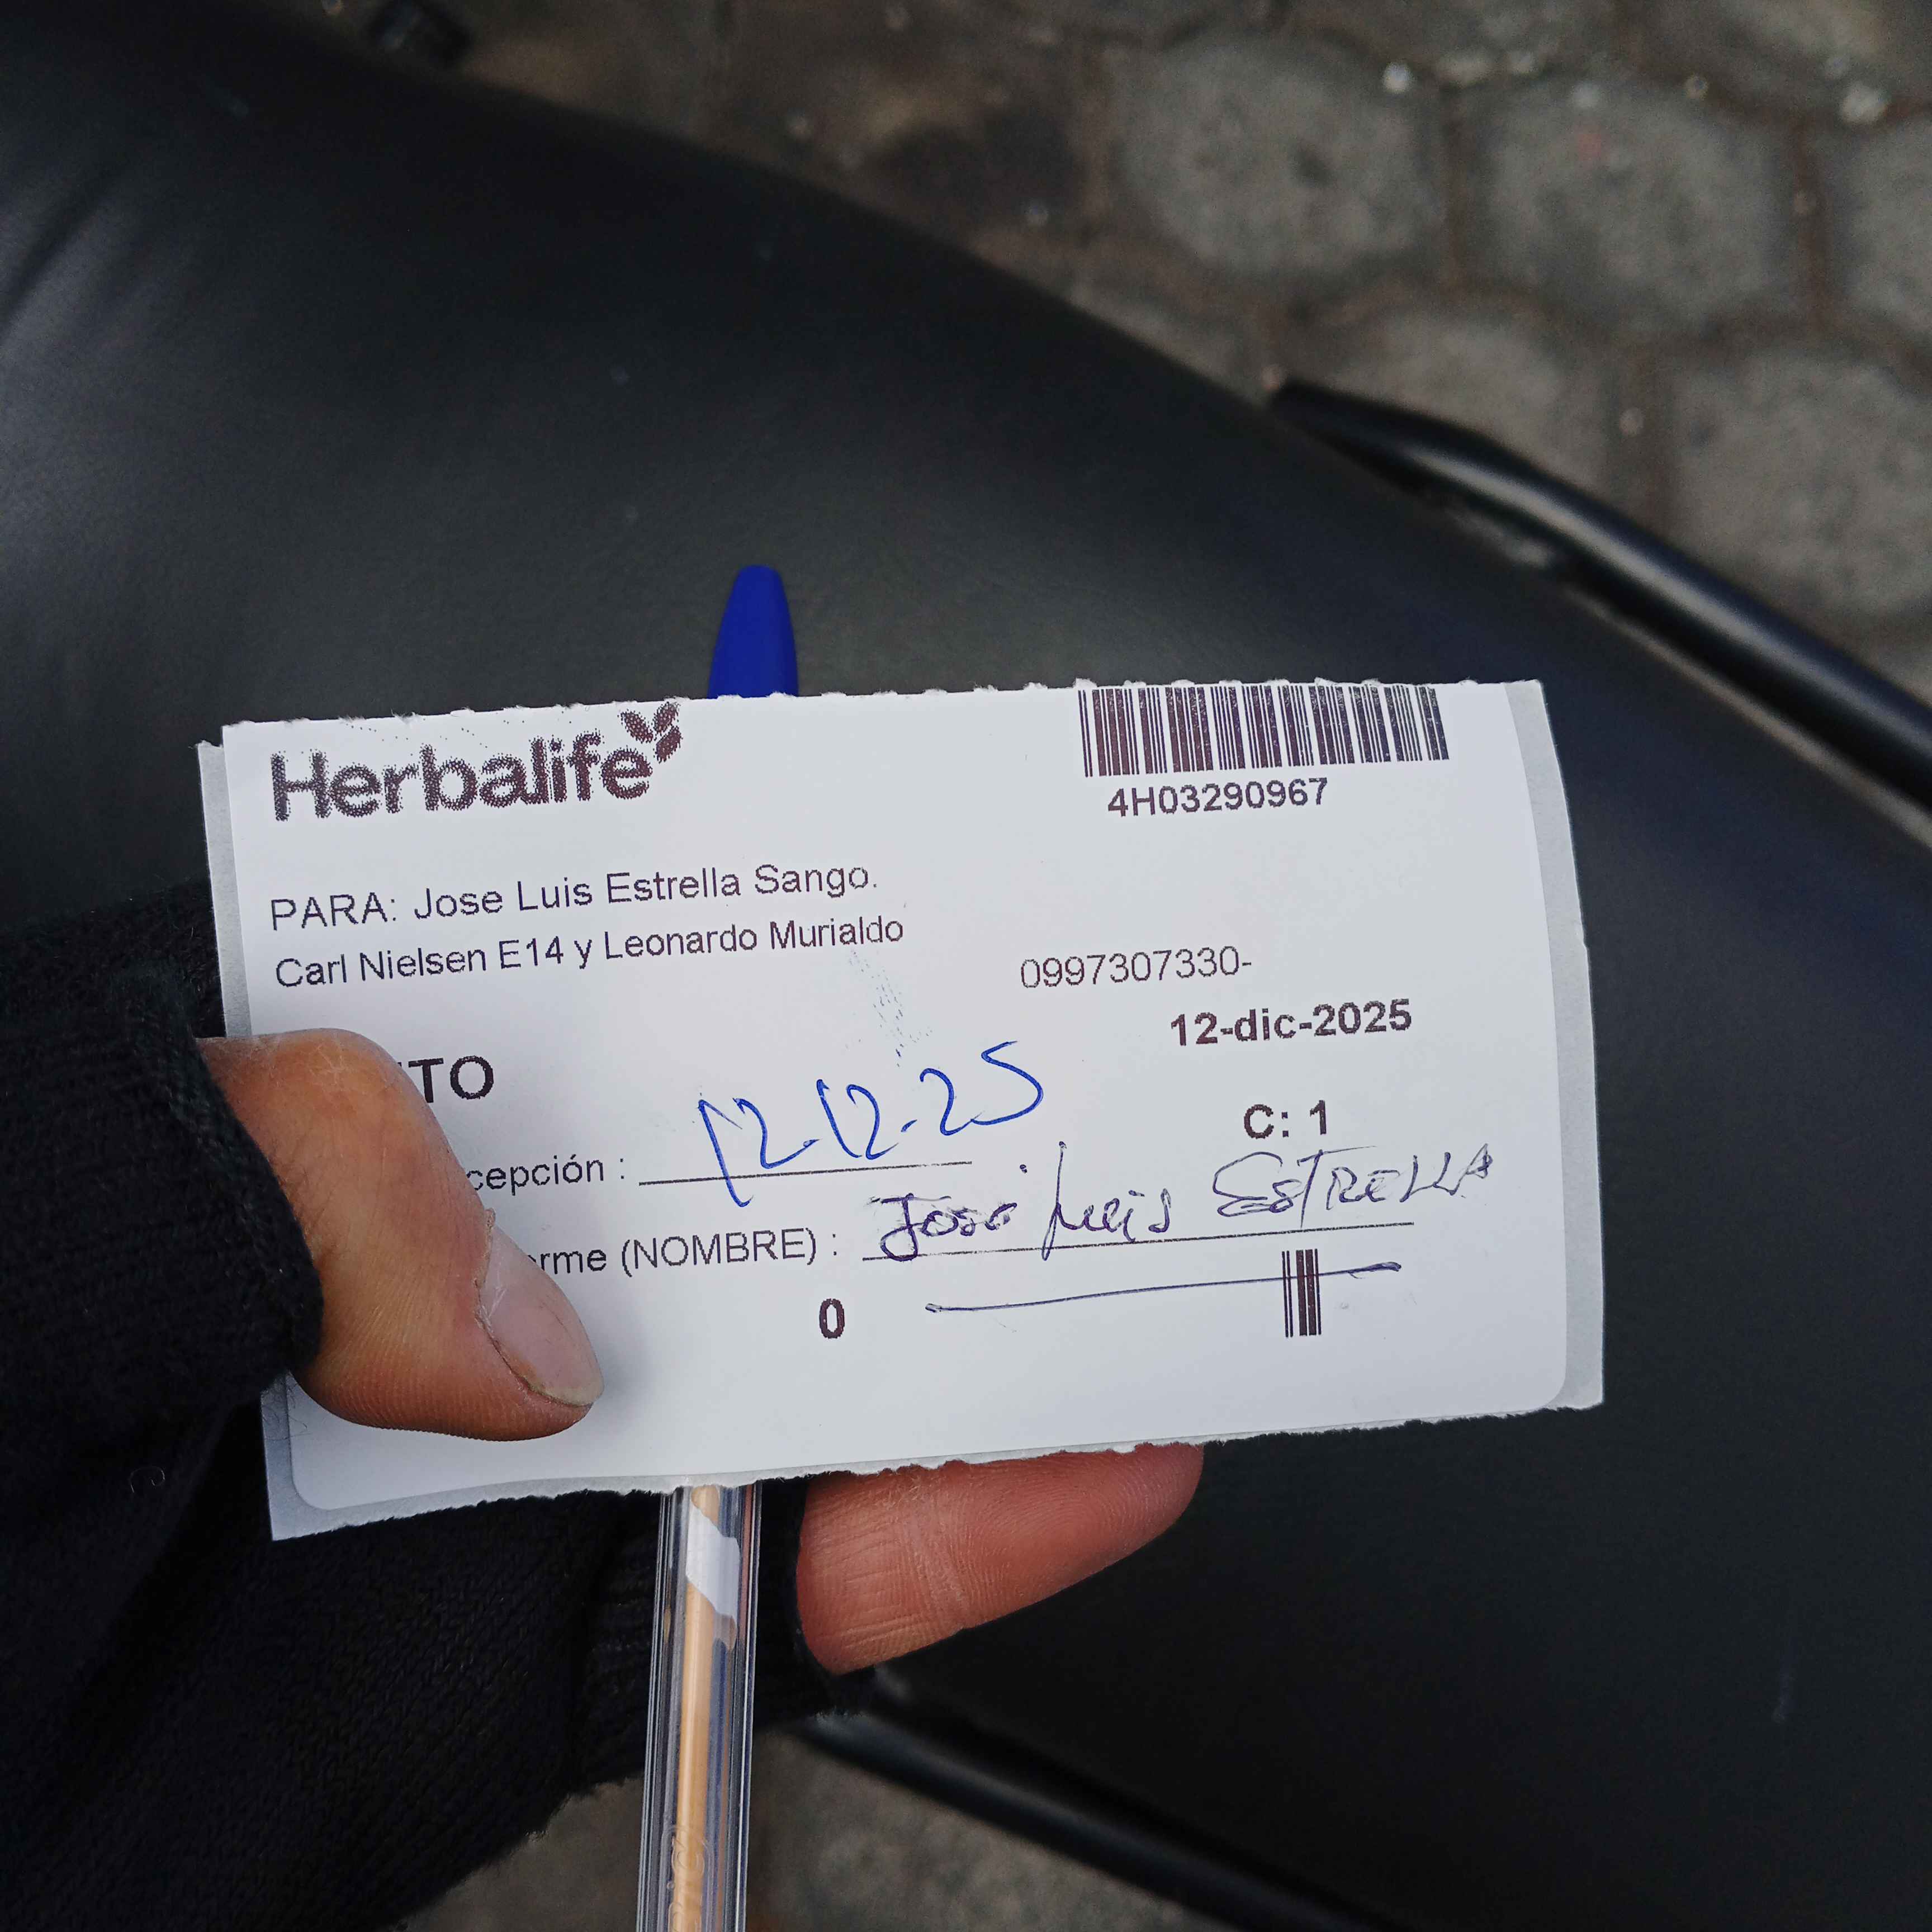 Herbalife
4H03290967
PARA: Jose Luis Estrella Sango.
Carl Nielsen E14 y Leonardo Murialdo
0997307330-
12-dic-2025
TO
C: 1
cepción : 12-12-25
rme (NOMBRE) : José Luis ESTRELLA
0